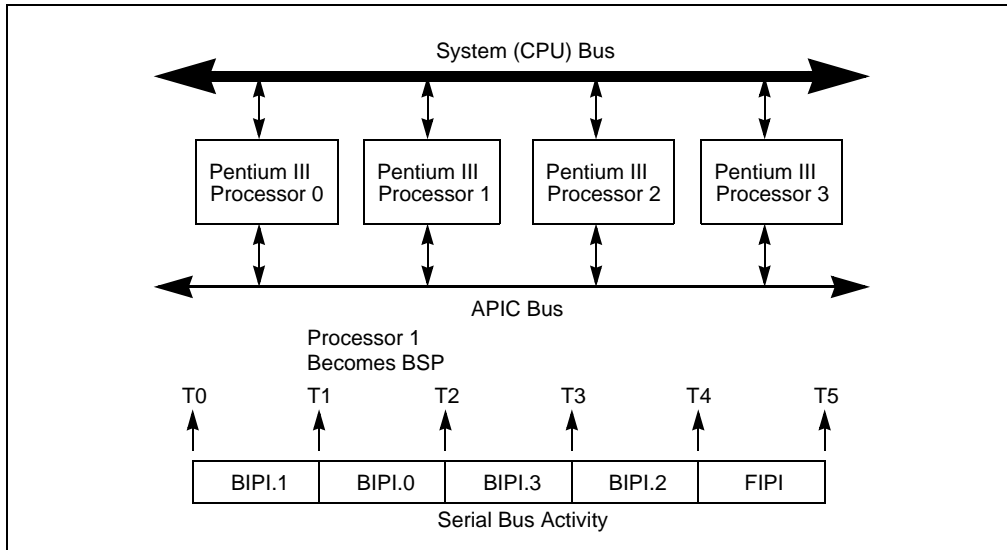 System (CPU) Bus
Pentium III
Processor 0
Pentium III
Processor 1
Pentium III
Processor 2
Pentium III
Processor 3
APIC Bus
Processor 1
Becomes BSP
T0 T1 T2 T3 T4 T5
BIPI.1 BIPI.0 BIPI.3 BIPI.2 FIPI
Serial Bus Activity